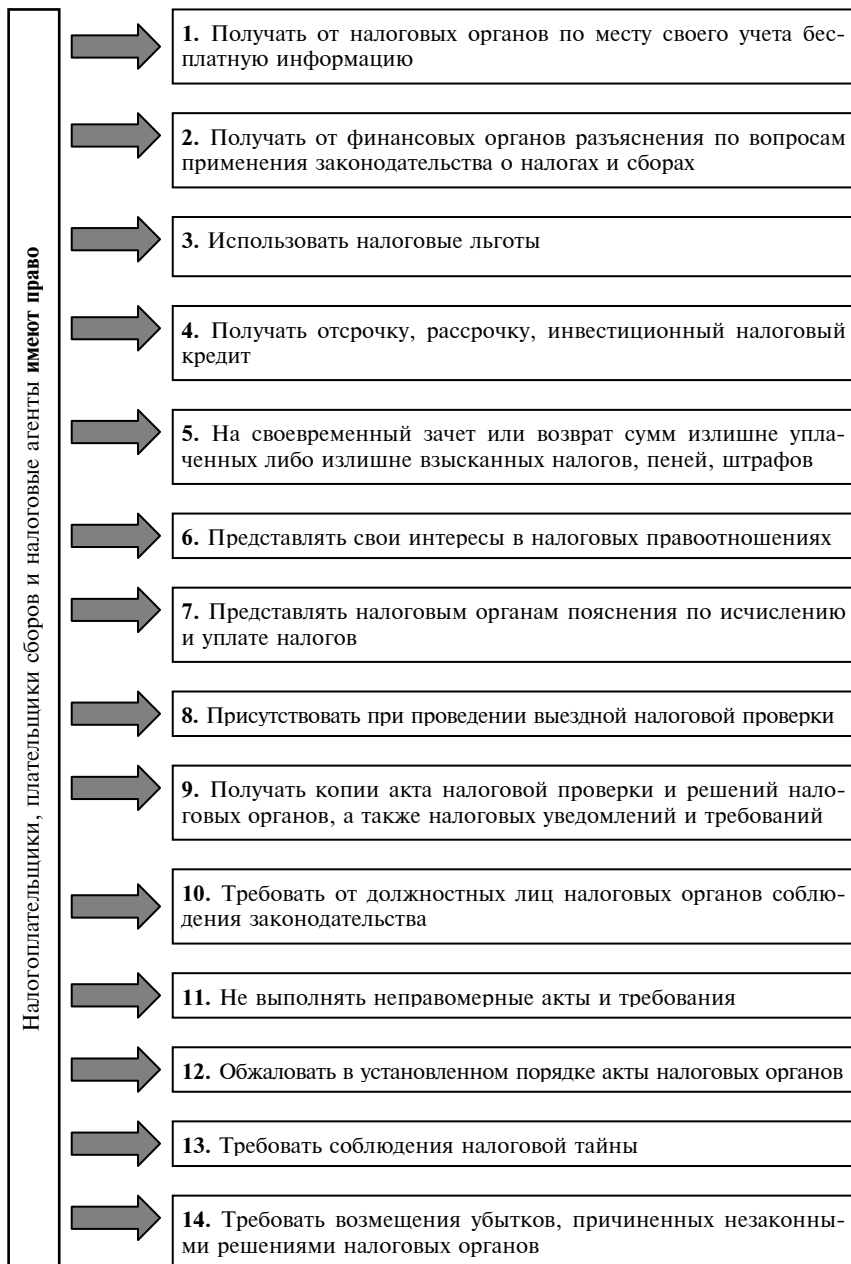 Налогоплательщики, плательщики сборов и налоговые агенты имеют право
1. Получать от налоговых органов по месту своего учета бес-
платную информацию
2. Получать от финансовых органов разъяснения по вопросам
применения законодательства о налогах и сборах
3. Использовать налоговые льготы
4. Получать отсрочку, рассрочку, инвестиционный налоговый
кредит
5. На своевременный зачет или возврат сумм излишне упла-
ченных либо излишне взысканных налогов, пеней, штрафов
6. Представлять свои интересы в налоговых правоотношениях
7. Представлять налоговым органам пояснения по исчислению
и уплате налогов
8. Присутствовать при проведении выездной налоговой проверки
9. Получать копии акта налоговой проверки и решений нало-
говых органов, а также налоговых уведомлений и требований
10. Требовать от должностных лиц налоговых органов соблю-
дения законодательства
11. Не выполнять неправомерные акты и требования
12. Обжаловать в установленном порядке акты налоговых органов
13. Требовать соблюдения налоговой тайны
14. Требовать возмещения убытков, причиненных незаконны-
ми решениями налоговых органов